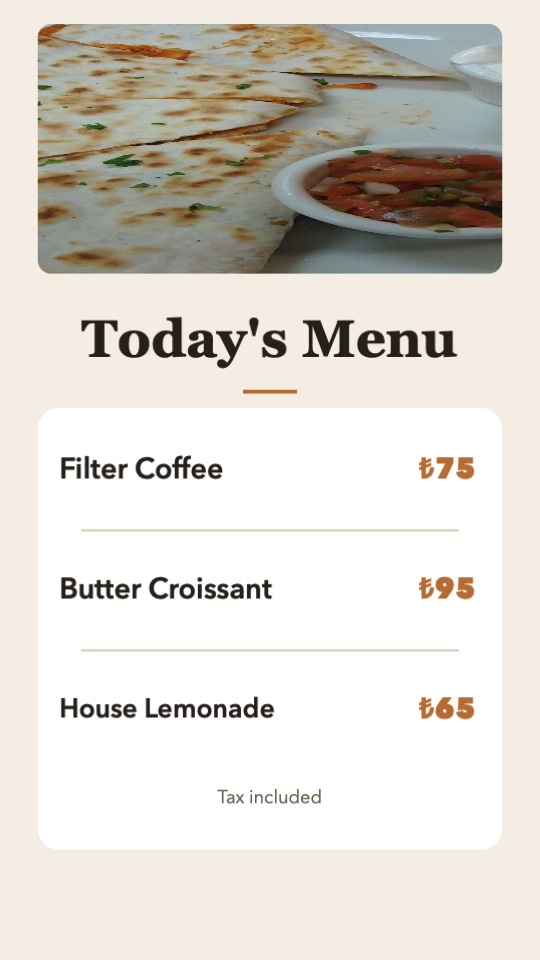 Today's Menu
Filter Coffee ₺75
Butter Croissant ₺95
House Lemonade ₺65
Tax included